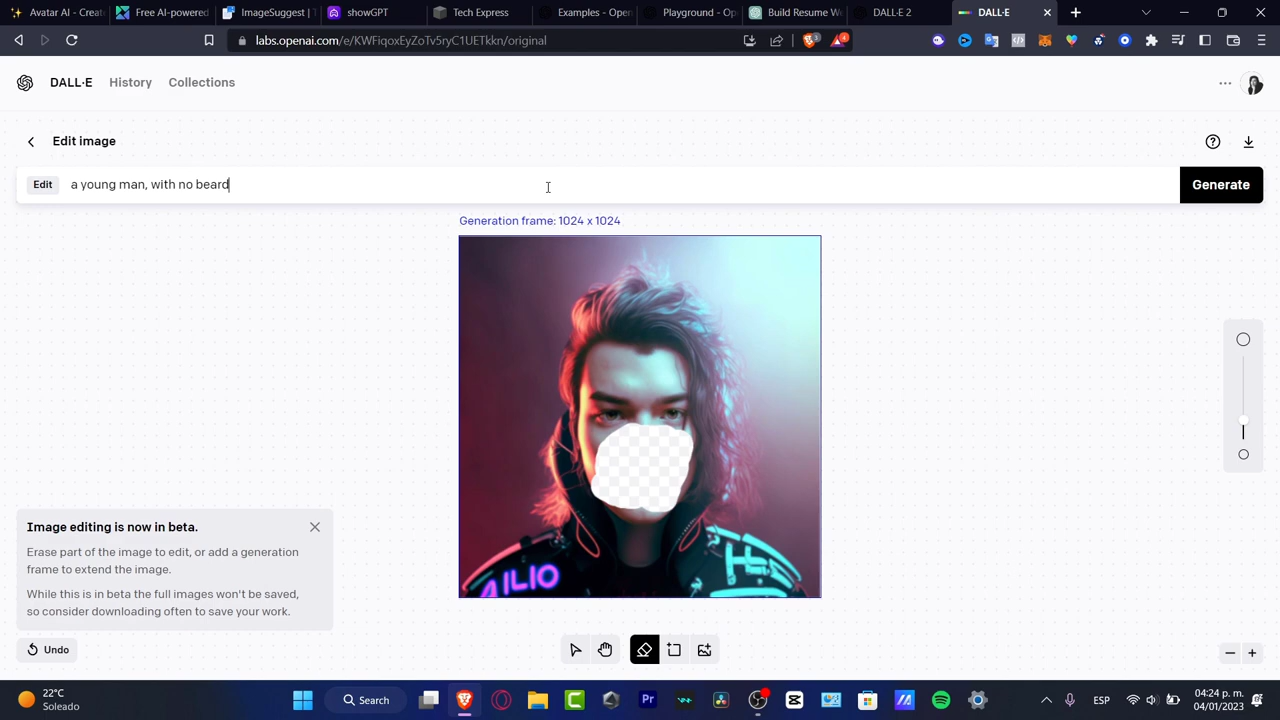 Avatar AI - Creat
Free AI-powered
ImageSuggest | T
showGPT
Tech Express
Examples - Open
Playground - Op
Build Resume W
DALL·E 2
DALL·E
labs.openai.com/e/KWFiqoxEyZoTv5ryC1UETkkn/original
3
4
DALL·E
History
Collections
Edit image
Edit
a young man, with no beard
Generate
Generation frame: 1024 x 1024
AILIO
Image editing is now in beta.
Erase part of the image to edit, or add a generation
frame to extend the image.
While this is in beta the full images won't be saved,
so consider downloading often to save your work.
Undo
22°C
Soleado
Search
Pr
ESP
04:24 p. m.
04/01/2023